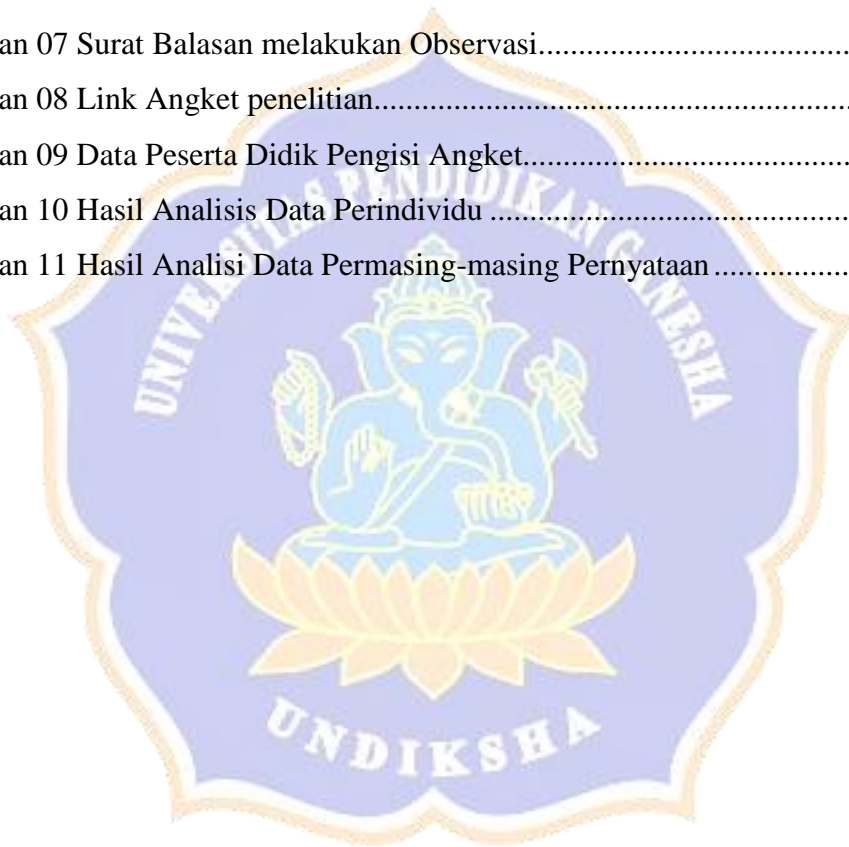 an 07 Surat Balasan melakukan Observasi.......................................
an 08 Link Angket penelitian............................................................
an 09 Data Peserta Didik Pengisi Angket.........................................
an 10 Hasil Analisis Data Perindividu .............................................
an 11 Hasil Analisi Data Permasing-masing Pernyataan.................
UNIVERSITAS PENDIDIKAN GANESHA
UNDIKSHA